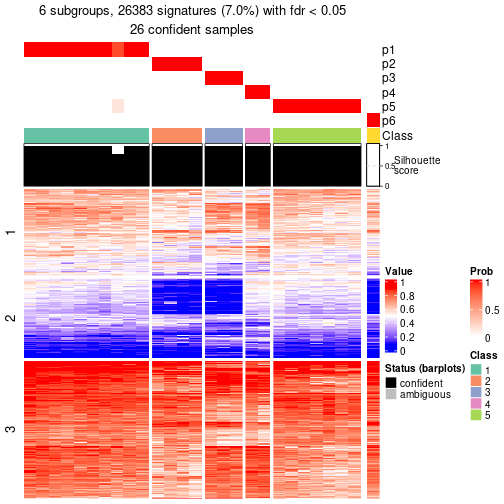 6 subgroups, 26383 signatures (7.0%) with fdr < 0.05
26 confident samples
p1
p2
p3
p4
p5
p6
Class
1
0.5
0
Silhouette
score
1
2
3
Value
1
0.8
0.6
0.4
0.2
0
Status (barplots)
confident
ambiguous
Prob
1
0.5
0
Class
1
2
3
4
5